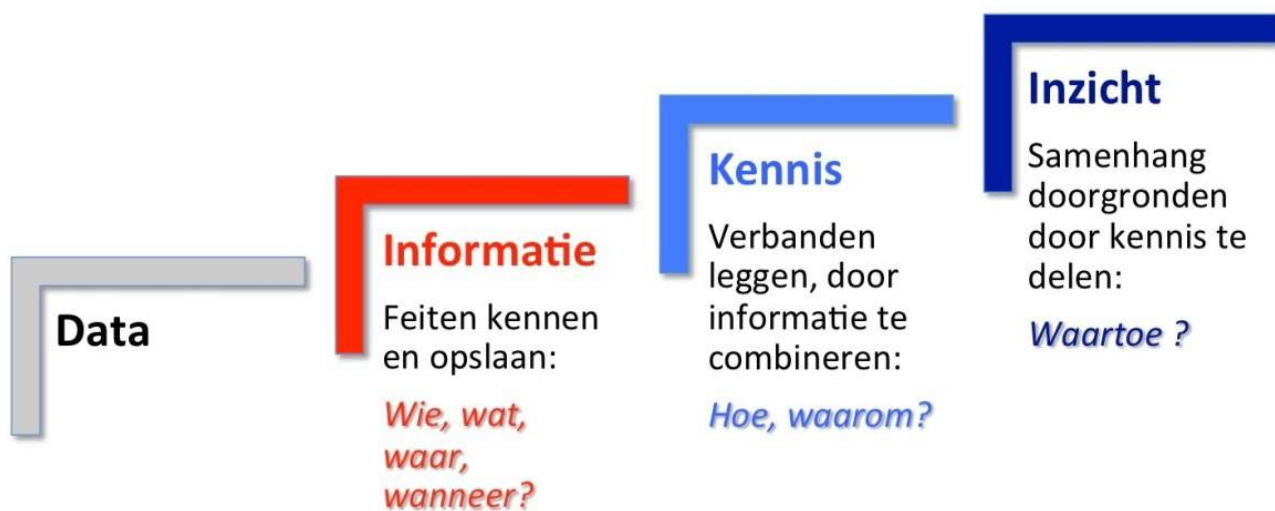 Data
Informatie
Feiten kennen
en opslaan:
Wie, wat,
waar,
wanneer?
Kennis
Verbanden
leggen, door
informatie te
combineren:
Hoe, waarom?
Inzicht
Samenhang
doorgronden
door kennis te
delen:
Waartoe ?